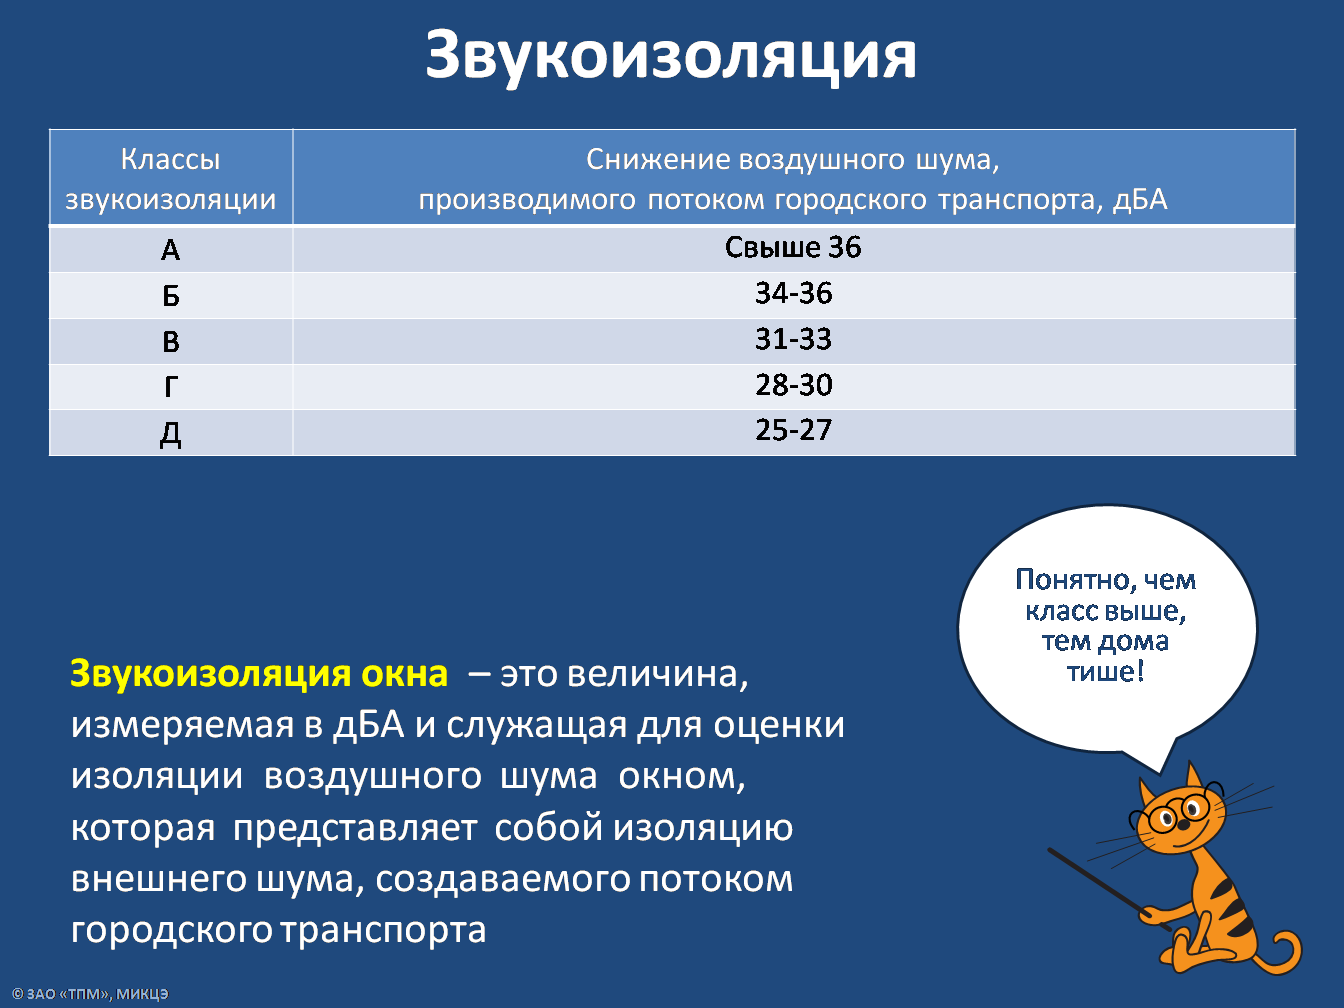 Звукоизоляция
Классы
звукоизоляции
Снижение воздушного шума,
производимого потоком городского транспорта, дБА
А
Свыше 36
Б
34-36
В
31-33
Г
28-30
Д
25-27
Понятно, чем
класс выше,
тем дома
тише!
Звукоизоляция окна – это величина,
измеряемая в дБА и служащая для оценки
изоляции воздушного шума окном,
которая представляет собой изоляцию
внешнего шума, создаваемого потоком
городского транспорта
© ЗАО «ТПМ», МИКЦЭ